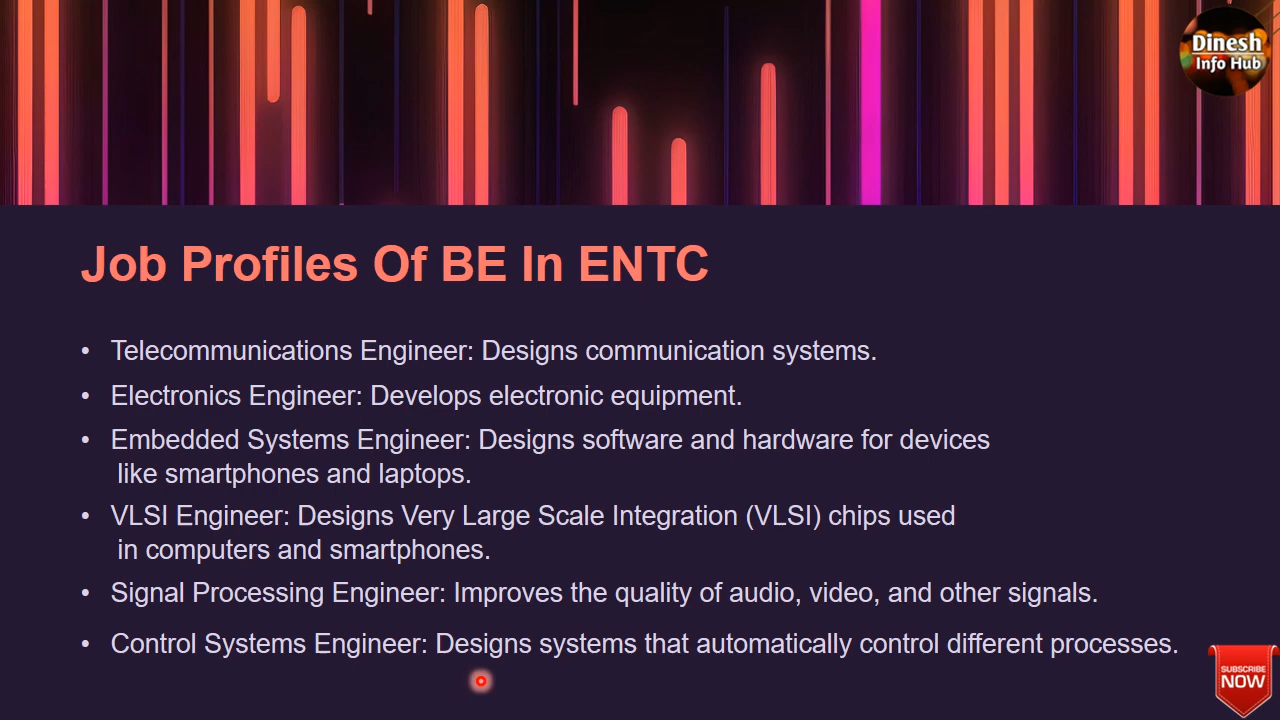 Dinesh
Info Hub
Job Profiles Of BE In ENTC
• Telecommunications Engineer: Designs communication systems.
• Electronics Engineer: Develops electronic equipment.
• Embedded Systems Engineer: Designs software and hardware for devices
like smartphones and laptops.
• VLSI Engineer: Designs Very Large Scale Integration (VLSI) chips used
in computers and smartphones.
• Signal Processing Engineer: Improves the quality of audio, video, and other signals.
• Control Systems Engineer: Designs systems that automatically control different processes.
SUBSCRIBE
NOW